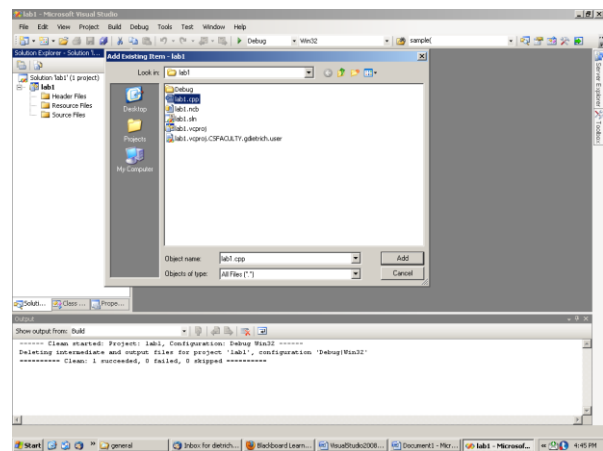 lab1 - Microsoft Visual Studio
File Edit View Project Build Debug Tools Test Window Help
Debug Win32 sample(
Solution Explorer - Solution 'l...
Add Existing Item - lab1
Look in: lab1
Solution 'lab1' (1 project)
lab1
Header Files
Resource Files
Source Files
Desktop
Projects
My Computer
Debug
lab1.cpp
lab1.ncb
lab1.sln
lab1.vcproj
lab1.vcproj.CSFACULTY.gdietrich.user
Object name: lab1.cpp Add
Objects of type: All Files (*.*) Cancel
Server Explorer
Toolbox
Soluti... Class ... Prope...
Output
Show output from: Build
------ Clean started: Project: lab1, Configuration: Debug Win32 ------
Deleting intermediate and output files for project 'lab1', configuration 'Debug|Win32'
========== Clean: 1 succeeded, 0 failed, 0 skipped ==========
Start general Inbox for dietrich... Blackboard Learn... VisualStudio2008... Document1 - Micr... lab1 - Microsof... 4:45 PM